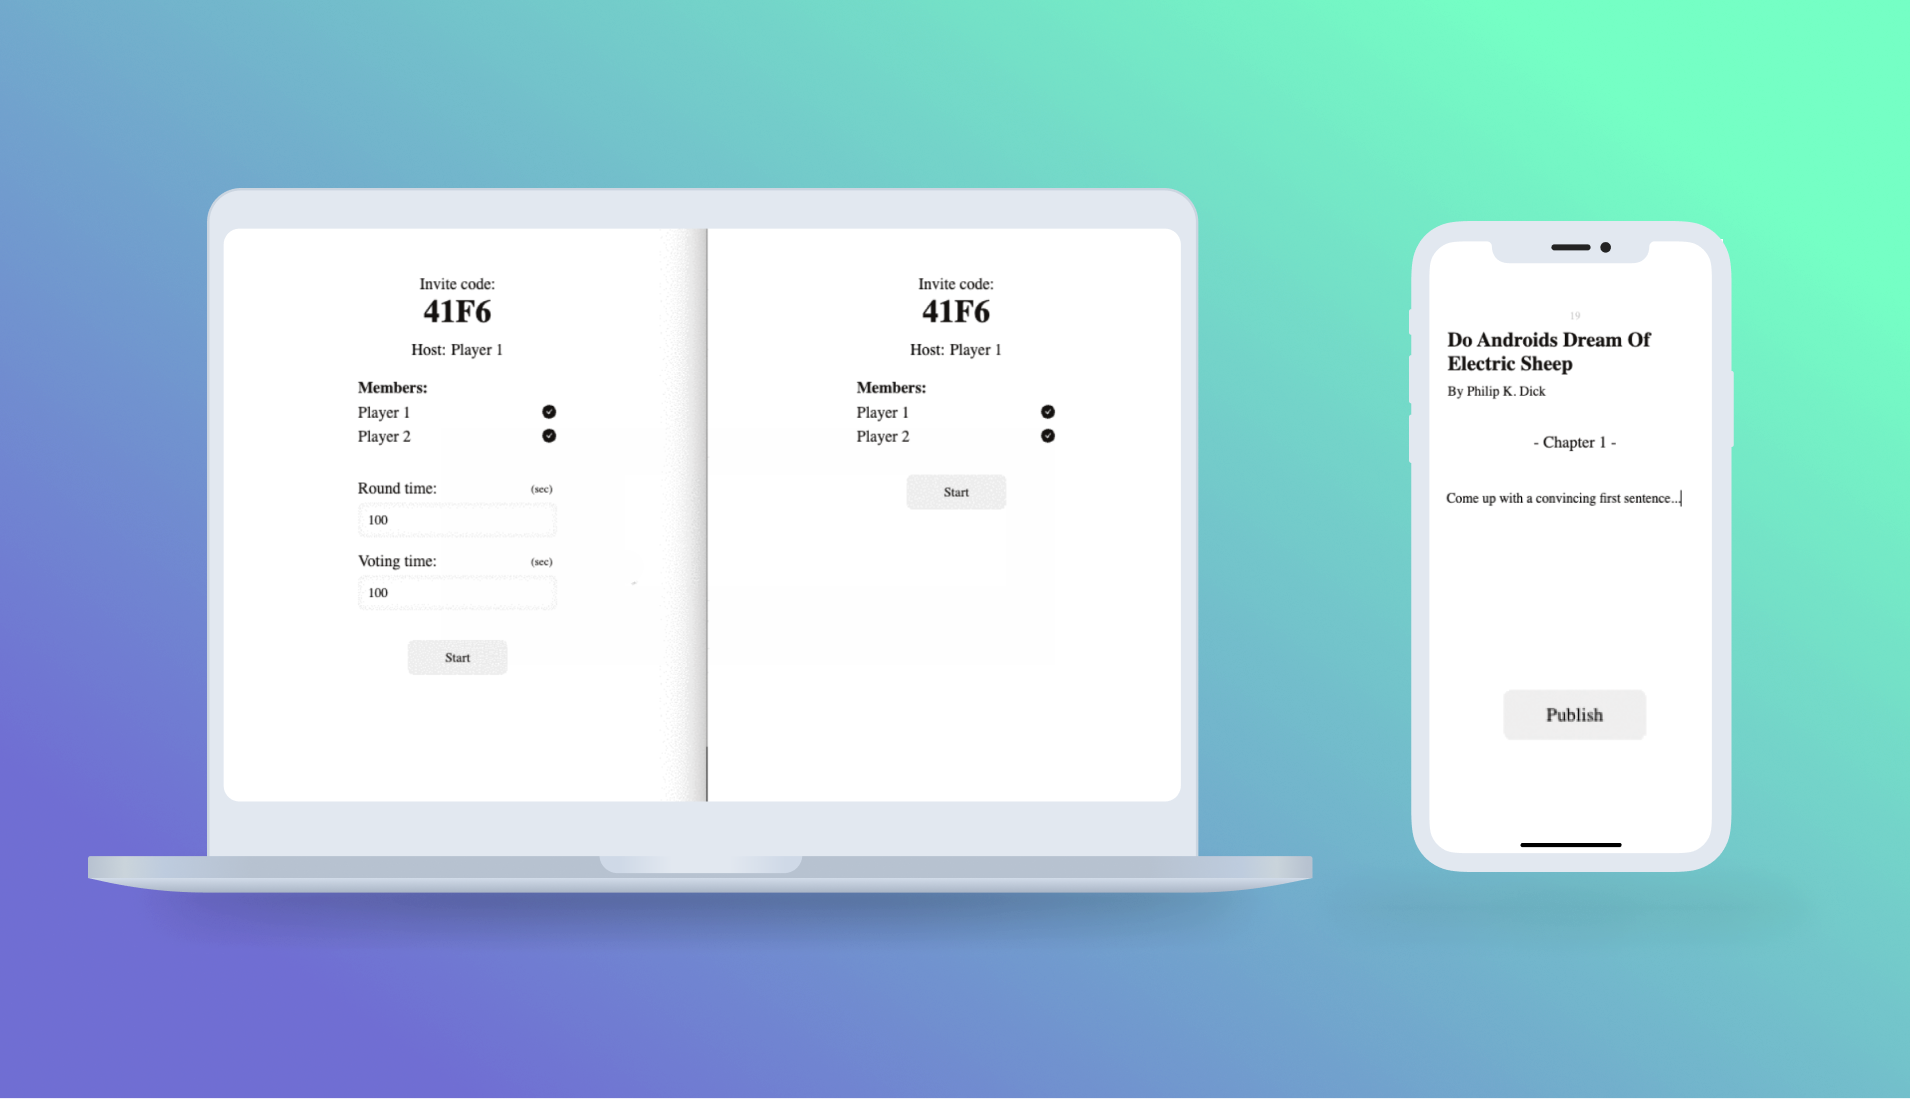 Invite code:
41F6
Host: Player 1
Members:
Player 1
Player 2
Round time: (sec)
100
Voting time: (sec)
100
Start
Invite code:
41F6
Host: Player 1
Members:
Player 1
Player 2
Start
19
Do Androids Dream Of
Electric Sheep
By Philip K. Dick
- Chapter 1 -
Come up with a convincing first sentence...
Publish